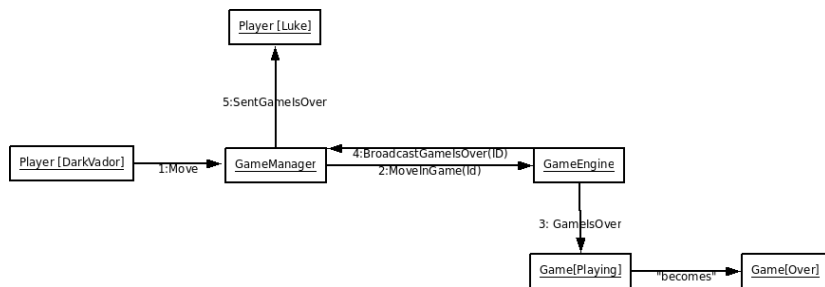 Player [Luke]
5:SentGameIsOver
Player [DarkVador]
1:Move
GameManager
4:BroadcastGameIsOver(ID)
2:MoveInGame(Id)
GameEngine
3: GameIsOver
Game[Playing]
"becomes"
Game[Over]